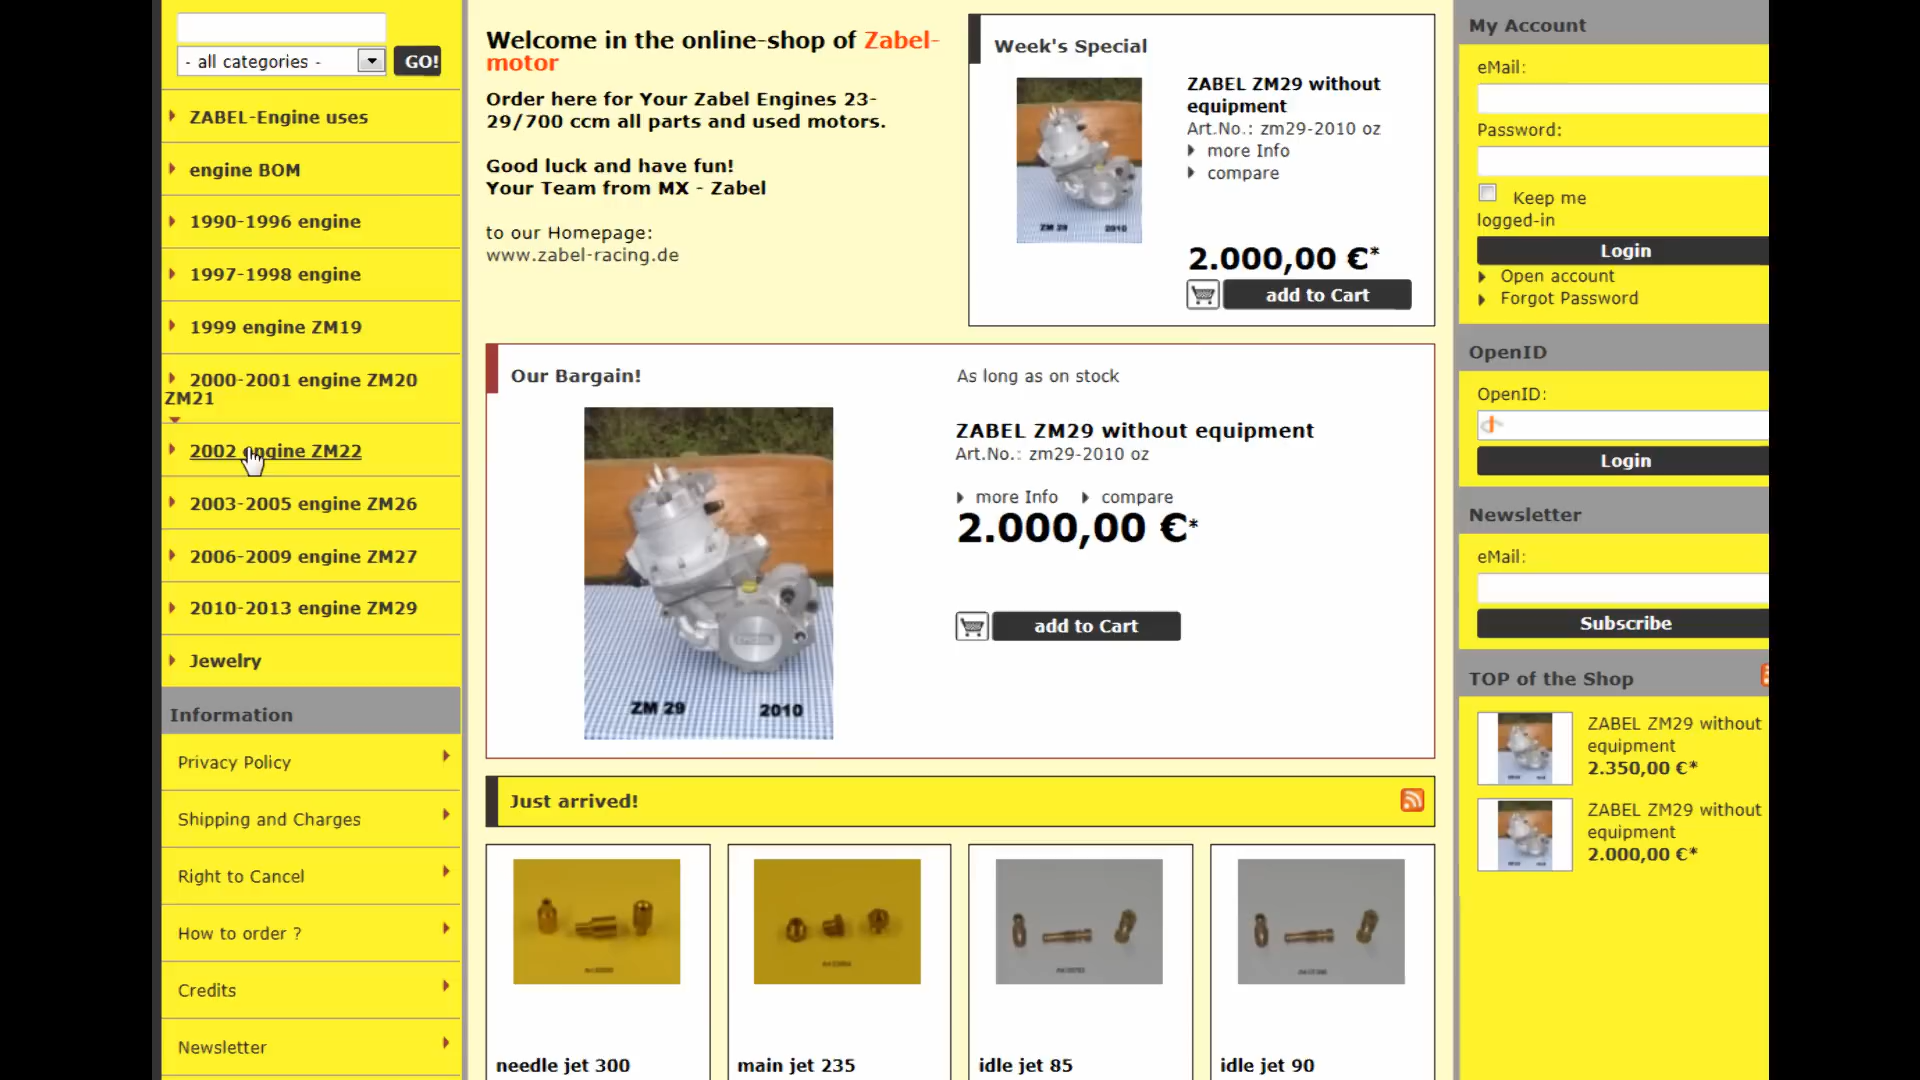 - all categories -
GO!
ZABEL-Engine uses
engine BOM
1990-1996 engine
1997-1998 engine
1999 engine ZM19
2000-2001 engine ZM20
ZM21
2002 engine ZM22
2003-2005 engine ZM26
2006-2009 engine ZM27
2010-2013 engine ZM29
Jewelry
Information
Privacy Policy
Shipping and Charges
Right to Cancel
How to order ?
Credits
Newsletter
Welcome in the online-shop of Zabel-
motor
Order here for Your Zabel Engines 23-
29/700 ccm all parts and used motors.
Good luck and have fun!
Your Team from MX - Zabel
to our Homepage:
www.zabel-racing.de
Week's Special
ZM 29 2010
ZABEL ZM29 without
equipment
Art.No.: zm29-2010 oz
more Info
compare
2.000,00 €*
add to Cart
Our Bargain!
As long as on stock
ZM 29 2010
ZABEL ZM29 without equipment
Art.No.: zm29-2010 oz
more Info compare
2.000,00 €*
add to Cart
Just arrived!
needle jet 300
main jet 235
idle jet 85
idle jet 90
My Account
eMail:
Password:
Keep me
logged-in
Login
Open account
Forgot Password
OpenID
OpenID:
Login
Newsletter
eMail:
Subscribe
TOP of the Shop
ZABEL ZM29 without
equipment
2.350,00 €*
ZABEL ZM29 without
equipment
2.000,00 €*